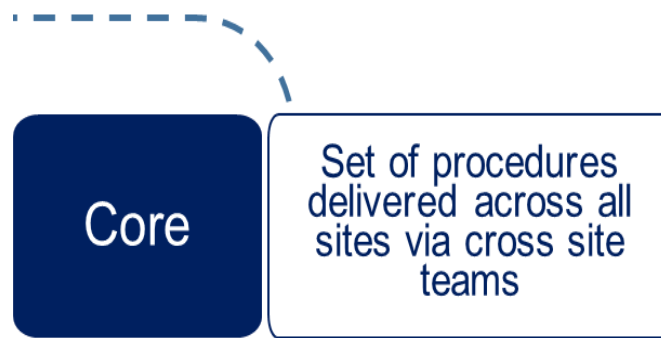 Core
Set of procedures
delivered across all
sites via cross site
teams